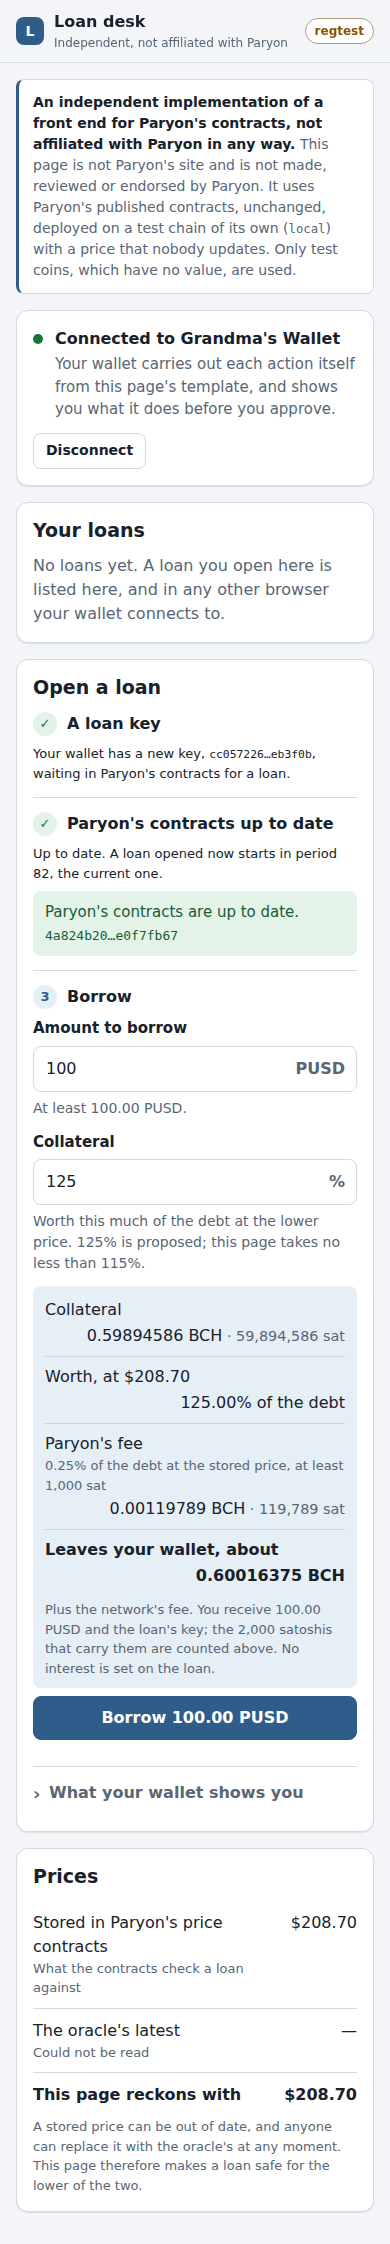 L
Loan desk
Independent, not affiliated with Paryon
regtest
An independent implementation of a
front end for Paryon's contracts, not
affiliated with Paryon in any way. This
page is not Paryon's site and is not made,
reviewed or endorsed by Paryon. It uses
Paryon's published contracts, unchanged,
deployed on a test chain of its own (local)
with a price that nobody updates. Only test
coins, which have no value, are used.
Connected to Grandma's Wallet
Your wallet carries out each action itself
from this page's template, and shows
you what it does before you approve.
Disconnect
Your loans
No loans yet. A loan you open here is
listed here, and in any other browser
your wallet connects to.
Open a loan
✓ A loan key
Your wallet has a new key, cc057226…eb3f0b,
waiting in Paryon's contracts for a loan.
✓ Paryon's contracts up to date
Up to date. A loan opened now starts in period
82, the current one.
Paryon's contracts are up to date.
4a824b20…e0f7fb67
3 Borrow
Amount to borrow
100 PUSD
At least 100.00 PUSD.
Collateral
125 %
Worth this much of the debt at the lower
price. 125% is proposed; this page takes no
less than 115%.
Collateral
0.59894586 BCH · 59,894,586 sat
Worth, at $208.70
125.00% of the debt
Paryon's fee
0.25% of the debt at the stored price, at least
1,000 sat
0.00119789 BCH · 119,789 sat
Leaves your wallet, about
0.60016375 BCH
Plus the network's fee. You receive 100.00
PUSD and the loan's key; the 2,000 satoshis
that carry them are counted above. No
interest is set on the loan.
Borrow 100.00 PUSD
› What your wallet shows you
Prices
Stored in Paryon's price $208.70
contracts
What the contracts check a loan
against
The oracle's latest —
Could not be read
This page reckons with $208.70
A stored price can be out of date, and anyone
can replace it with the oracle's at any moment.
This page therefore makes a loan safe for the
lower of the two.